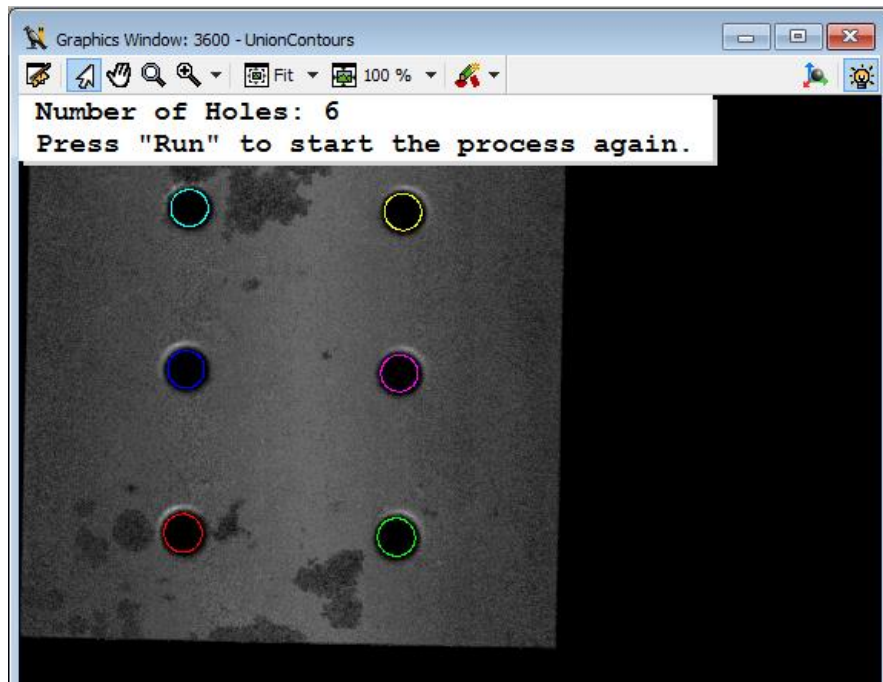 Graphics Window: 3600 - UnionContours
Fit 100 %
Number of Holes: 6
Press "Run" to start the process again.